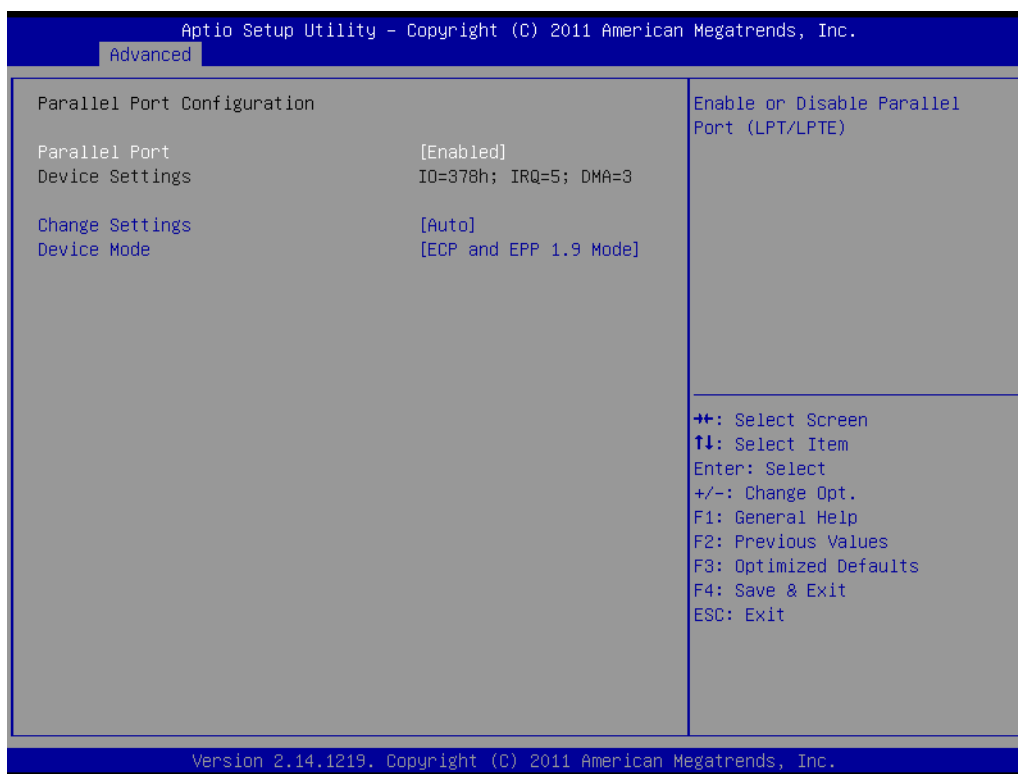 Aptio Setup Utility – Copyright (C) 2011 American Megatrends, Inc.
Advanced
Parallel Port Configuration
Parallel Port [Enabled]
Device Settings IO=378h; IRQ=5; DMA=3
Change Settings [Auto]
Device Mode [ECP and EPP 1.9 Mode]
Enable or Disable Parallel
Port (LPT/LPTE)
→←: Select Screen
↑↓: Select Item
Enter: Select
+/-: Change Opt.
F1: General Help
F2: Previous Values
F3: Optimized Defaults
F4: Save & Exit
ESC: Exit
Version 2.14.1219. Copyright (C) 2011 American Megatrends, Inc.